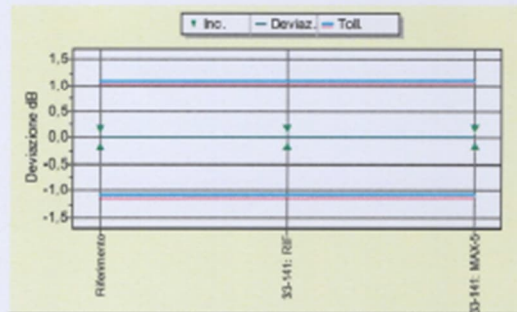 Inc. Deviaz. Toll.
Deviazione dB
1,5
1,0
0,5
0,0
-0,5
-1,0
-1,5
Riferimento
33-141: RIF
33-141: MAX-5